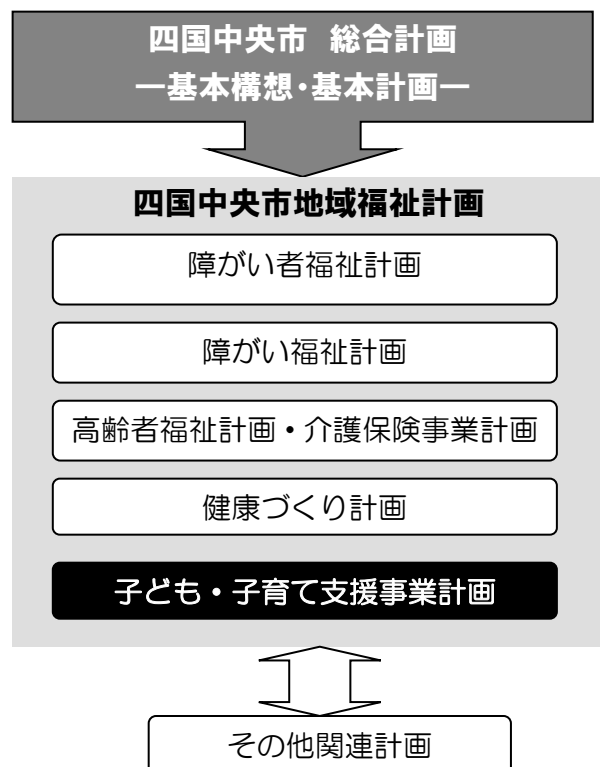 四国中央市 総合計画
―基本構想・基本計画―
四国中央市地域福祉計画
障がい者福祉計画
障がい福祉計画
高齢者福祉計画・介護保険事業計画
健康づくり計画
子ども・子育て支援事業計画
その他関連計画